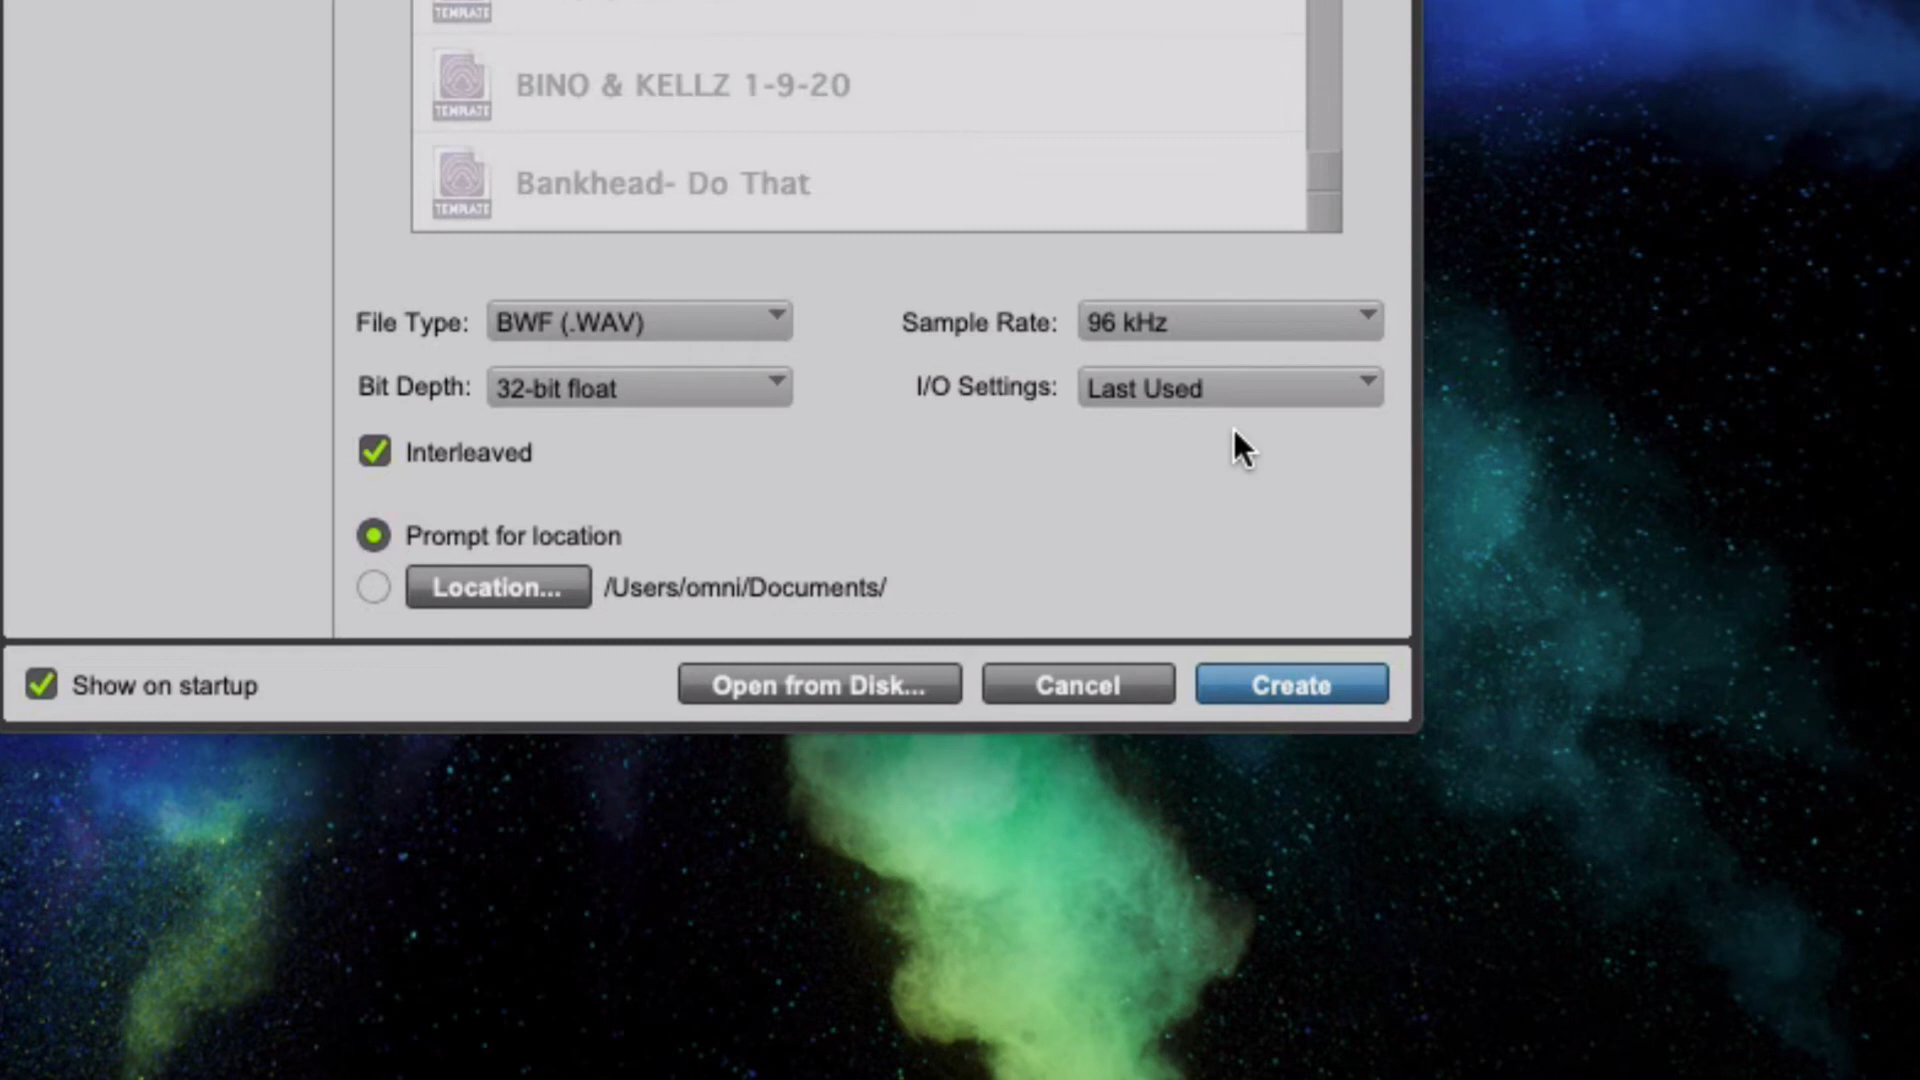 TEMPLATE
TEMPLATE
BINO & KELLZ 1-9-20
TEMPLATE
Bankhead- Do That
File Type: BWF (.WAV)
Sample Rate: 96 kHz
Bit Depth: 32-bit float
I/O Settings: Last Used
Interleaved
Prompt for location
Location... /Users/omni/Documents/
Show on startup
Open from Disk...
Cancel
Create